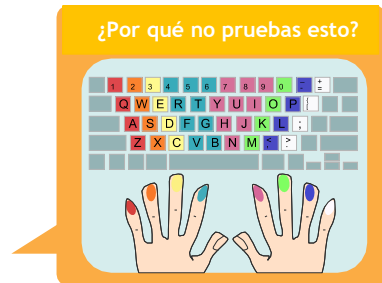 ¿Por qué no pruebas esto?
1 2 3 4 5 6 7 8 9 0 - + =
Q W E R T Y U I O P [
A S D F G H J K L ;
Z X C V B N M < , > .